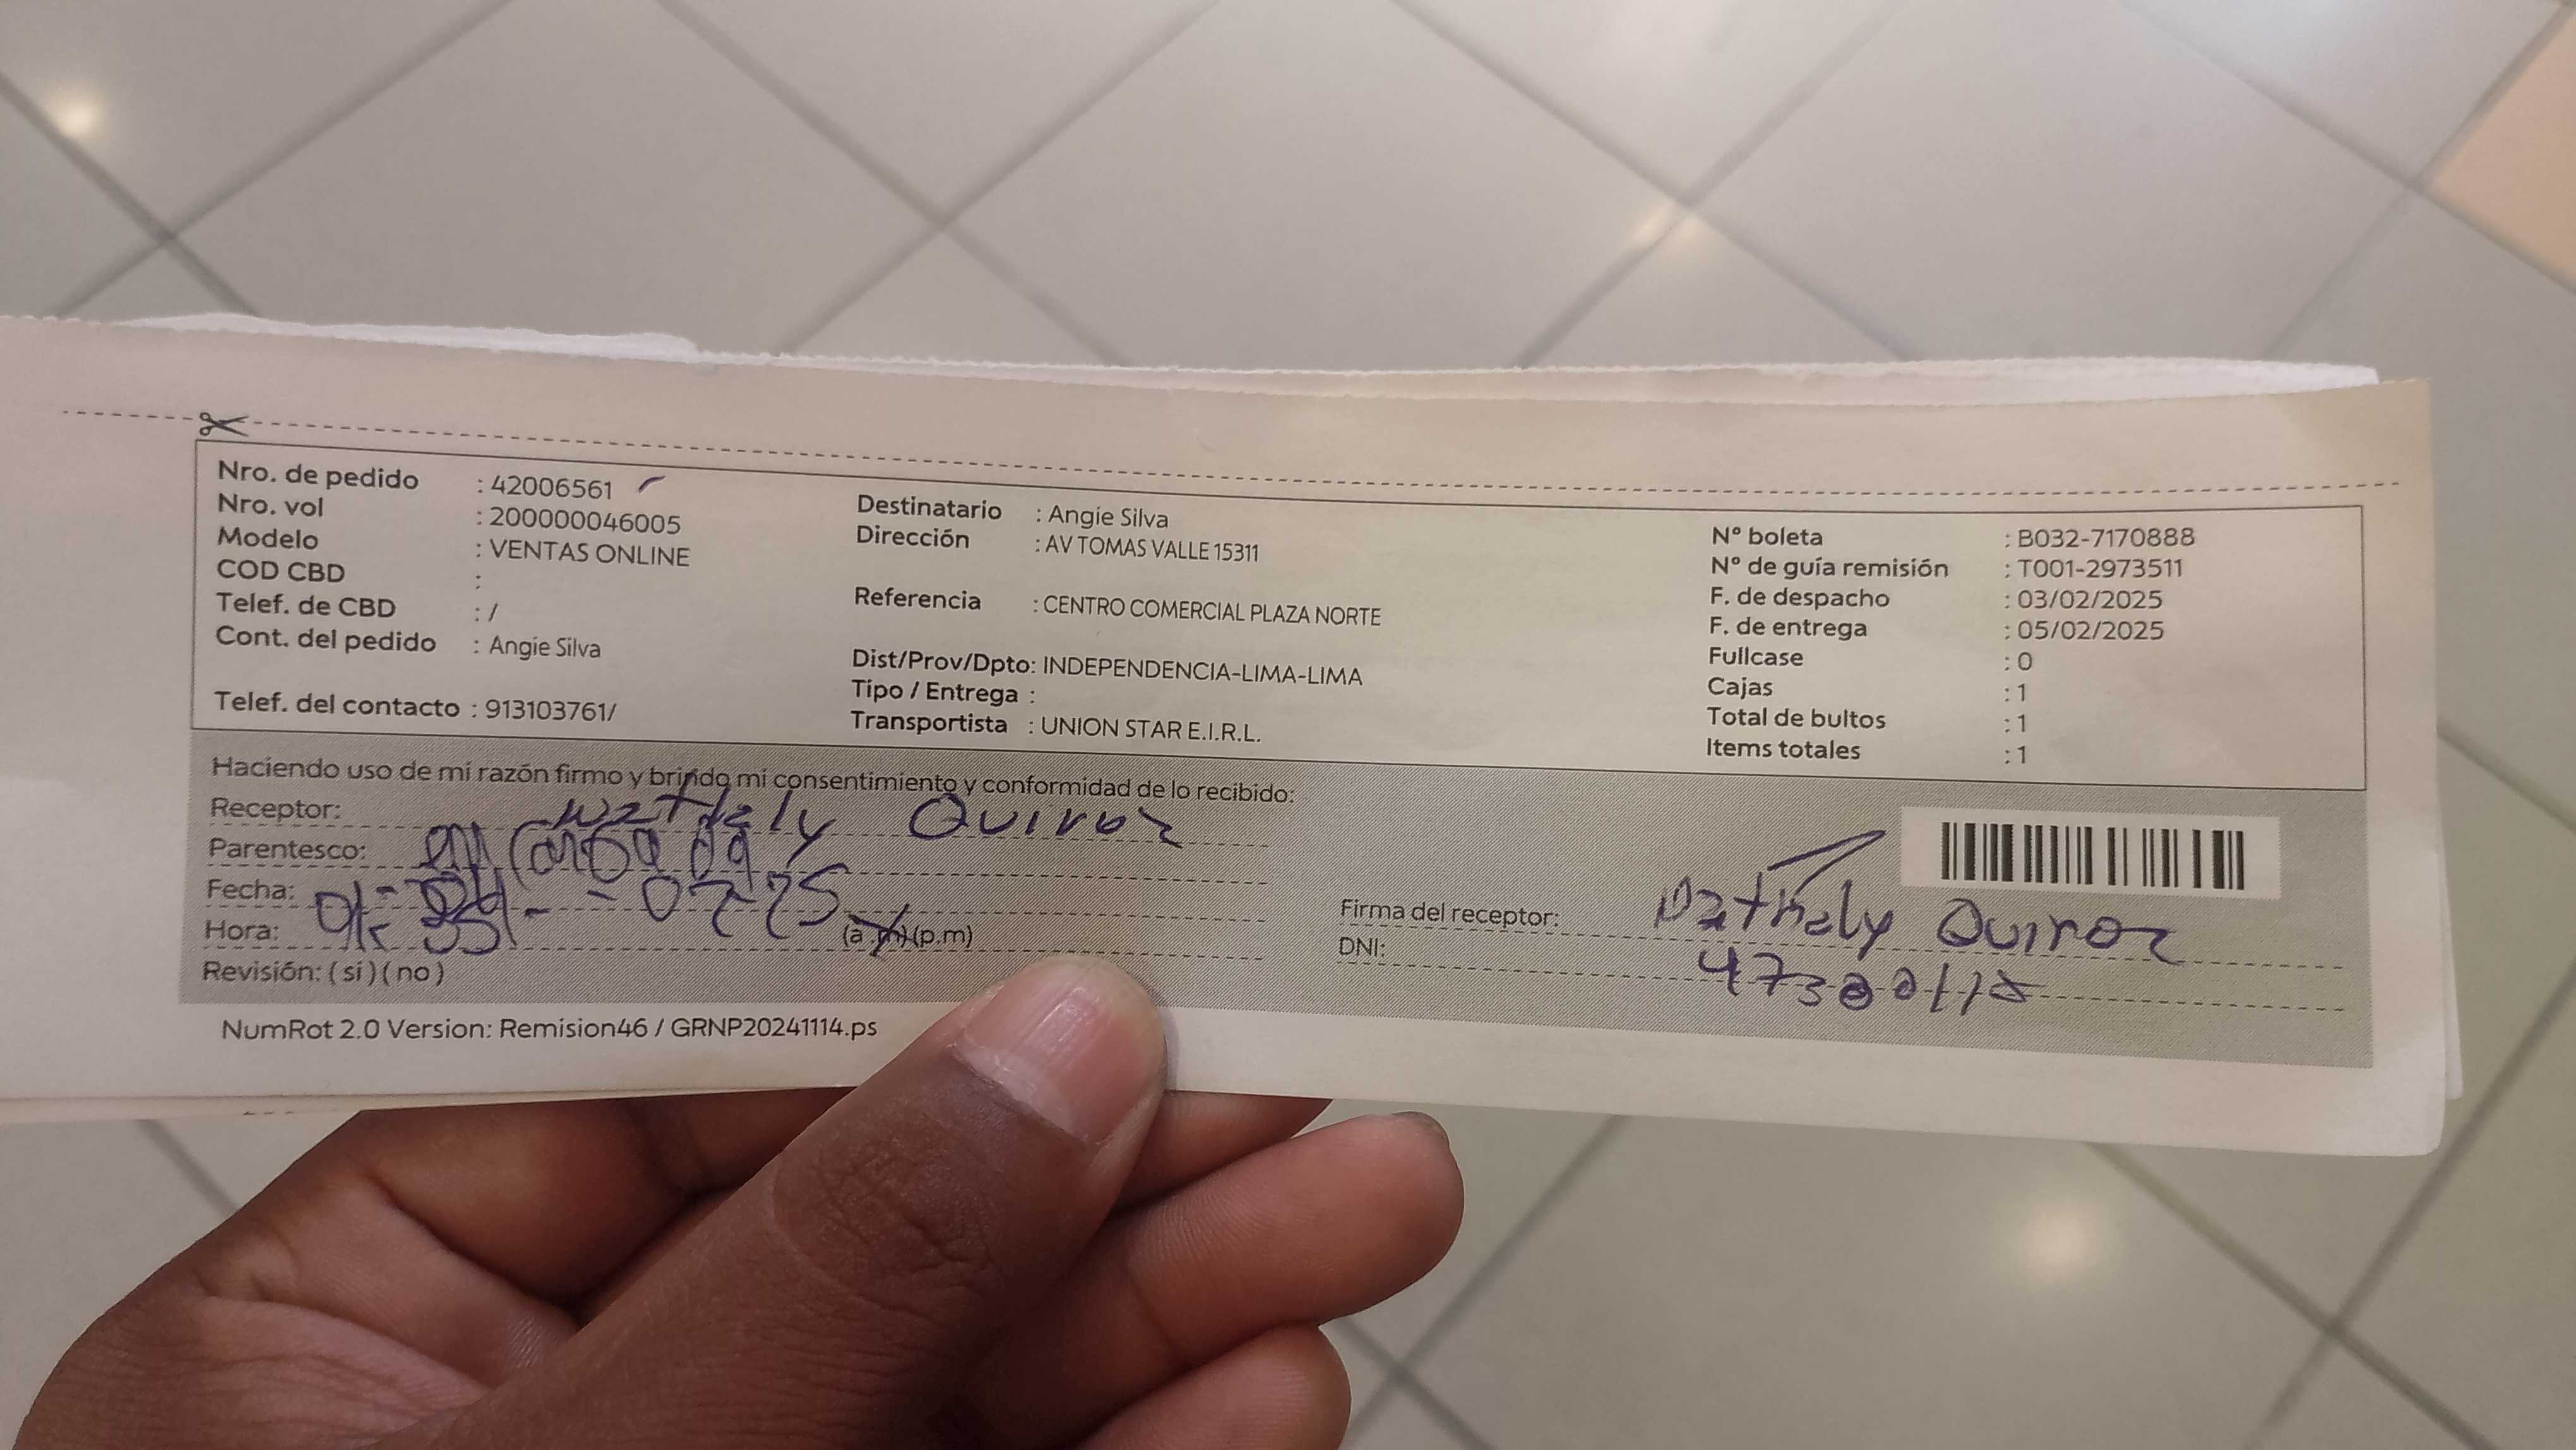 Nro. de pedido : 42006561
Nro. vol : 200000046005
Modelo : VENTAS ONLINE
COD CBD :
Telef. de CBD : /
Cont. del pedido : Angie Silva
Telef. del contacto : 913103761/
Destinatario : Angie Silva
Dirección : AV TOMAS VALLE 15311
Referencia : CENTRO COMERCIAL PLAZA NORTE
Dist/Prov/Dpto: INDEPENDENCIA-LIMA-LIMA
Tipo / Entrega :
Transportista : UNION STAR E.I.R.L.
Nº boleta : B032-7170888
Nº de guía remisión : T001-2973511
F. de despacho : 03/02/2025
F. de entrega : 05/02/2025
Fullcase : 0
Cajas : 1
Total de bultos : 1
Items totales : 1
Haciendo uso de mi razón firmo y brindo mi consentimiento y conformidad de lo recibido:
Receptor: Nathaly Quiroz
Parentesco:
Fecha:
Hora: (a.m)(p.m)
Revisión: (si)(no)
Firma del receptor: Nathaly Quiroz
DNI:
NumRot 2.0 Version: Remision46 / GRNP20241114.ps